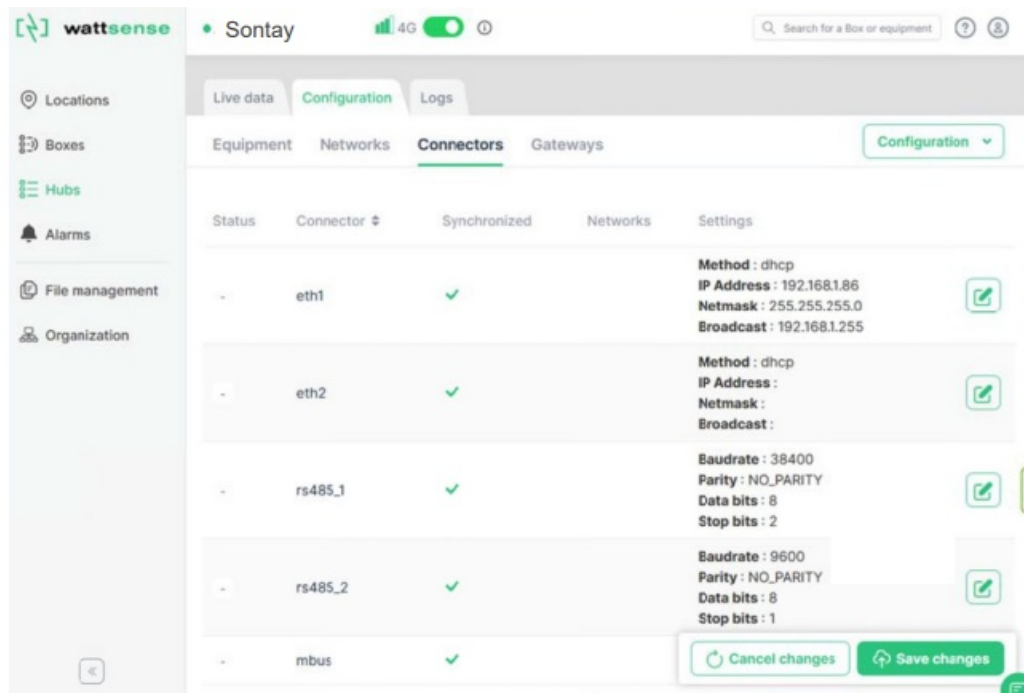 wattsense
Sontay
4G
Search for a Box or equipment
Locations
Boxes
Hubs
Alarms
File management
Organization
Live data
Configuration
Logs
Equipment
Networks
Connectors
Gateways
Configuration
Status
Connector
Synchronized
Networks
Settings
-
eth1
Method : dhcp
IP Address : 192.168.1.86
Netmask : 255.255.255.0
Broadcast : 192.168.1.255
-
eth2
Method : dhcp
IP Address :
Netmask :
Broadcast :
-
rs485_1
Baudrate : 38400
Parity : NO_PARITY
Data bits : 8
Stop bits : 2
-
rs485_2
Baudrate : 9600
Parity : NO_PARITY
Data bits : 8
Stop bits : 1
-
mbus
Cancel changes
Save changes